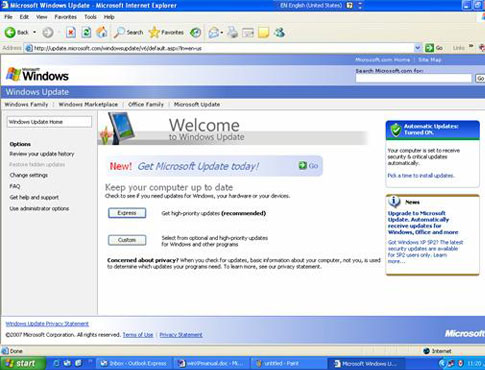 Microsoft Windows Update - Microsoft Internet Explorer
EN English (United States)
File Edit View Favorites Tools Help
Back Search Favorites
Address http://update.microsoft.com/windowsupdate/v6/default.aspx?ln=en-us Go
Microsoft.com Home | Site Map
Microsoft Windows
Search Microsoft.com for:
Go
Windows Update
Windows Family | Windows Marketplace | Office Family | Microsoft Update
Windows Update Home
Options
Review your update history
Restore hidden updates
Change settings
FAQ
Get help and support
Use administrator options
Welcome
to Windows Update
New! Get Microsoft Update today! Go
Keep your computer up to date
Check to see if you need updates for Windows, your hardware or your devices.
Express Get high-priority updates (recommended)
Custom Select from optional and high-priority updates
for Windows and other programs
Concerned about privacy? When you check for updates, basic information about your computer, not you, is used
to determine which updates your programs need. To learn more, see our privacy statement.
Automatic Updates:
Turned ON.
Your computer is set to receive
security & critical updates
automatically.
Pick a time to install updates.
News
Upgrade to Microsoft
Update. Automatically
receive updates for
Windows, Office and more
Got Windows XP SP2? The latest
security updates are available
for SP2 users only. Learn
more...
Windows Update Privacy Statement
©2007 Microsoft Corporation. All rights reserved. Terms of Use | Privacy Statement
Microsoft
Done Internet
start Inbox - Outlook Express untitled - Paint Microsoft Windows U... 11:20